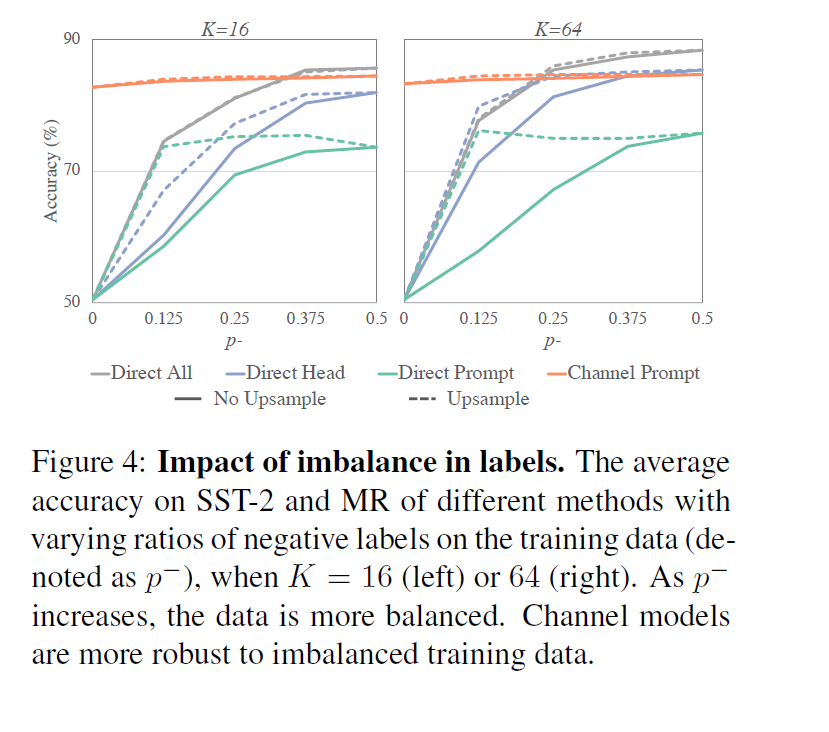 K=16 K=64
90
70
50
Accuracy (%)
0 0.125 0.25 0.375 0.5 0 0.125 0.25 0.375 0.5
p- p-
Direct All Direct Head Direct Prompt Channel Prompt
No Upsample Upsample
Figure 4: Impact of imbalance in labels. The average
accuracy on SST-2 and MR of different methods with
varying ratios of negative labels on the training data (de-
noted as p⁻), when K = 16 (left) or 64 (right). As p⁻
increases, the data is more balanced. Channel models
are more robust to imbalanced training data.